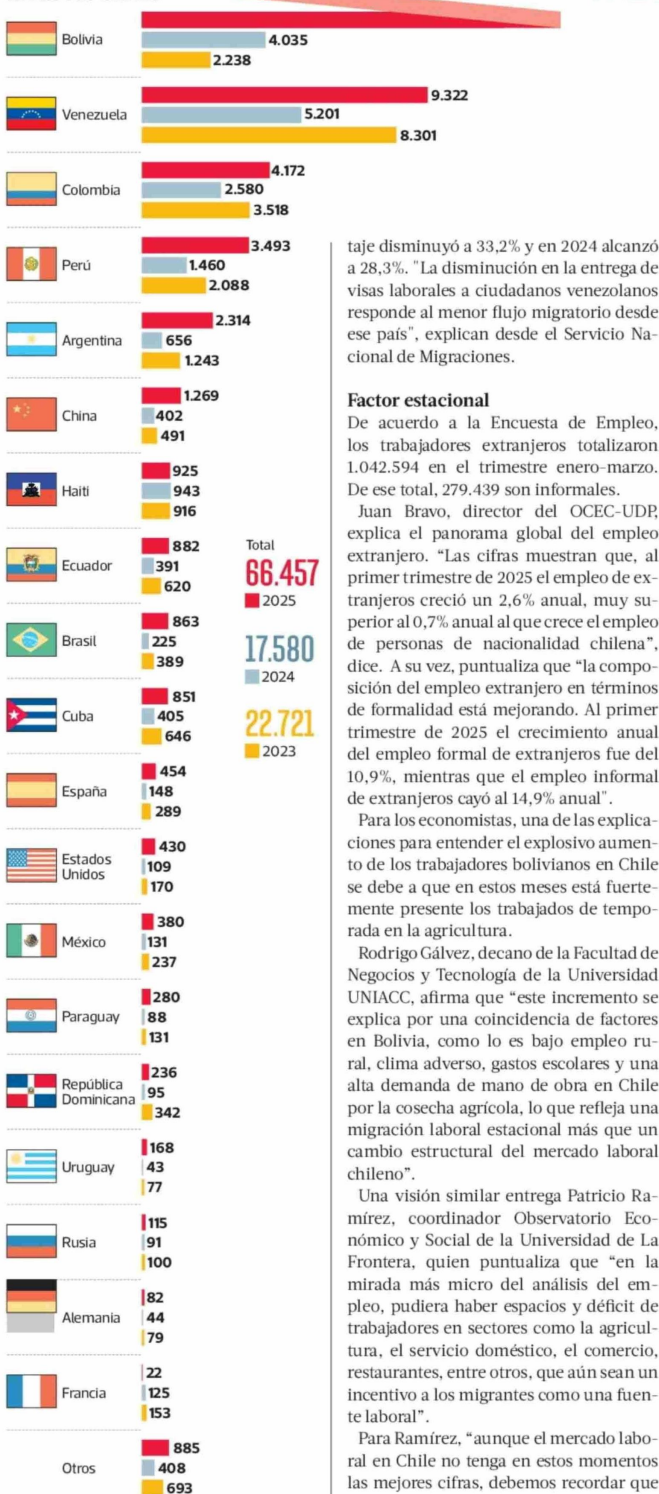 Bolivia
4.035
2.238
Venezuela
9.322
5.201
8.301
Colombia
4.172
2.580
3.518
Perú
3.493
1.460
2.088
Argentina
2.314
656
1.243
China
1.269
402
491
Haiti
925
943
916
Ecuador
882
391
620
Brasil
863
225
389
Cuba
851
405
646
España
454
148
289
Estados
Unidos
430
109
170
México
380
131
237
Paraguay
280
88
131
República
Dominicana
236
95
342
Uruguay
168
43
77
Rusia
115
91
100
Alemania
82
44
79
Francia
22
125
153
Otros
885
408
693
Total
66.457
2025
17.580
2024
22.721
2023
taje disminuyó a 33,2% y en 2024 alcanzó
a 28,3%. "La disminución en la entrega de
visas laborales a ciudadanos venezolanos
responde al menor flujo migratorio desde
ese país", explican desde el Servicio Na-
cional de Migraciones.
Factor estacional
De acuerdo a la Encuesta de Empleo,
los trabajadores extranjeros totalizaron
1.042.594 en el trimestre enero-marzo.
De ese total, 279.439 son informales.
Juan Bravo, director del OCEC-UDP,
explica el panorama global del empleo
extranjero. “Las cifras muestran que, al
primer trimestre de 2025 el empleo de ex-
tranjeros creció un 2,6% anual, muy su-
perior al 0,7% anual al que crece el empleo
de personas de nacionalidad chilena”,
dice. A su vez, puntualiza que “la compo-
sición del empleo extranjero en términos
de formalidad está mejorando. Al primer
trimestre de 2025 el crecimiento anual
del empleo formal de extranjeros fue del
10,9%, mientras que el empleo informal
de extranjeros cayó al 14,9% anual".
Para los economistas, una de las explica-
ciones para entender el explosivo aumen-
to de los trabajadores bolivianos en Chile
se debe a que en estos meses está fuerte-
mente presente los trabajados de tempo-
rada en la agricultura.
Rodrigo Gálvez, decano de la Facultad de
Negocios y Tecnología de la Universidad
UNIACC, afirma que “este incremento se
explica por una coincidencia de factores
en Bolivia, como lo es bajo empleo ru-
ral, clima adverso, gastos escolares y una
alta demanda de mano de obra en Chile
por la cosecha agrícola, lo que refleja una
migración laboral estacional más que un
cambio estructural del mercado laboral
chileno”.
Una visión similar entrega Patricio Ra-
mírez, coordinador Observatorio Eco-
nómico y Social de la Universidad de La
Frontera, quien puntualiza que “en la
mirada más micro del análisis del em-
pleo, pudiera haber espacios y déficit de
trabajadores en sectores como la agricul-
tura, el servicio doméstico, el comercio,
restaurantes, entre otros, que aún sean un
incentivo a los migrantes como una fuen-
te laboral”.
Para Ramírez, “aunque el mercado labo-
ral en Chile no tenga en estos momentos
las mejores cifras, debemos recordar que